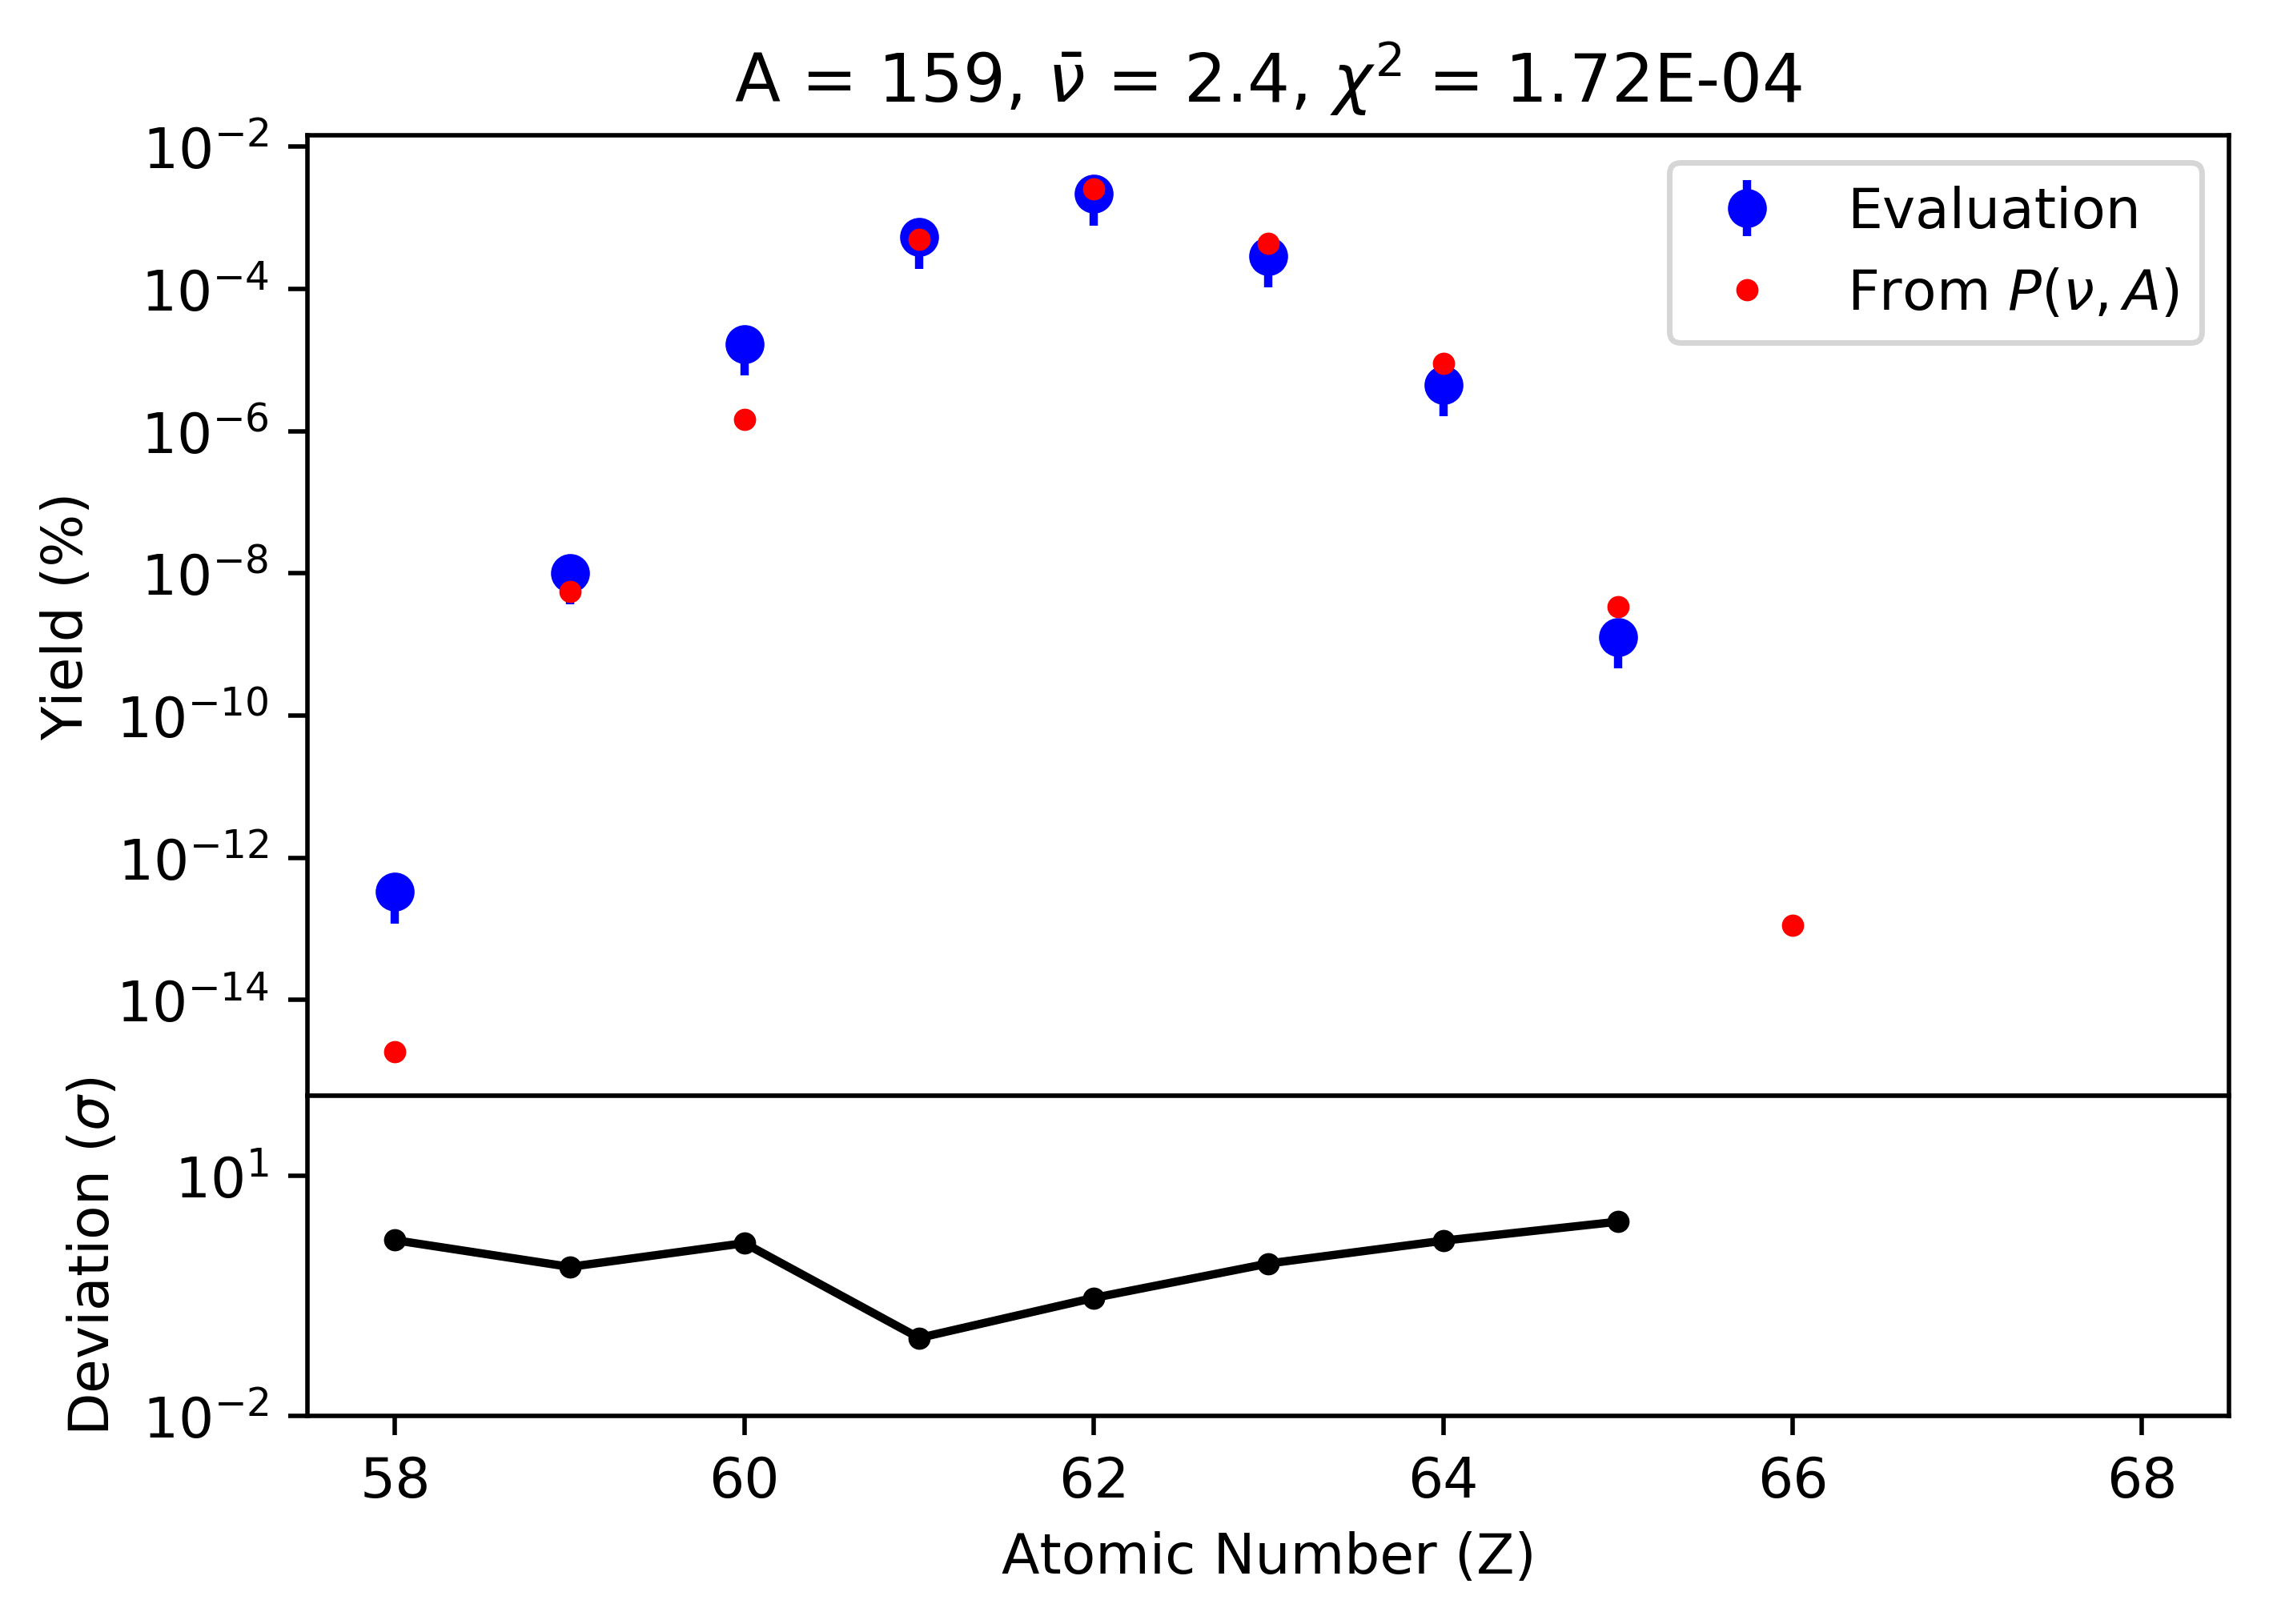 A = 159, ν̄ = 2.4, χ² = 1.72E-04
Evaluation
From P(ν, A)
Yield (%)
10⁻²
10⁻⁴
10⁻⁶
10⁻⁸
10⁻¹⁰
10⁻¹²
10⁻¹⁴
Deviation (σ)
10¹
10⁻²
58 60 62 64 66 68
Atomic Number (Z)